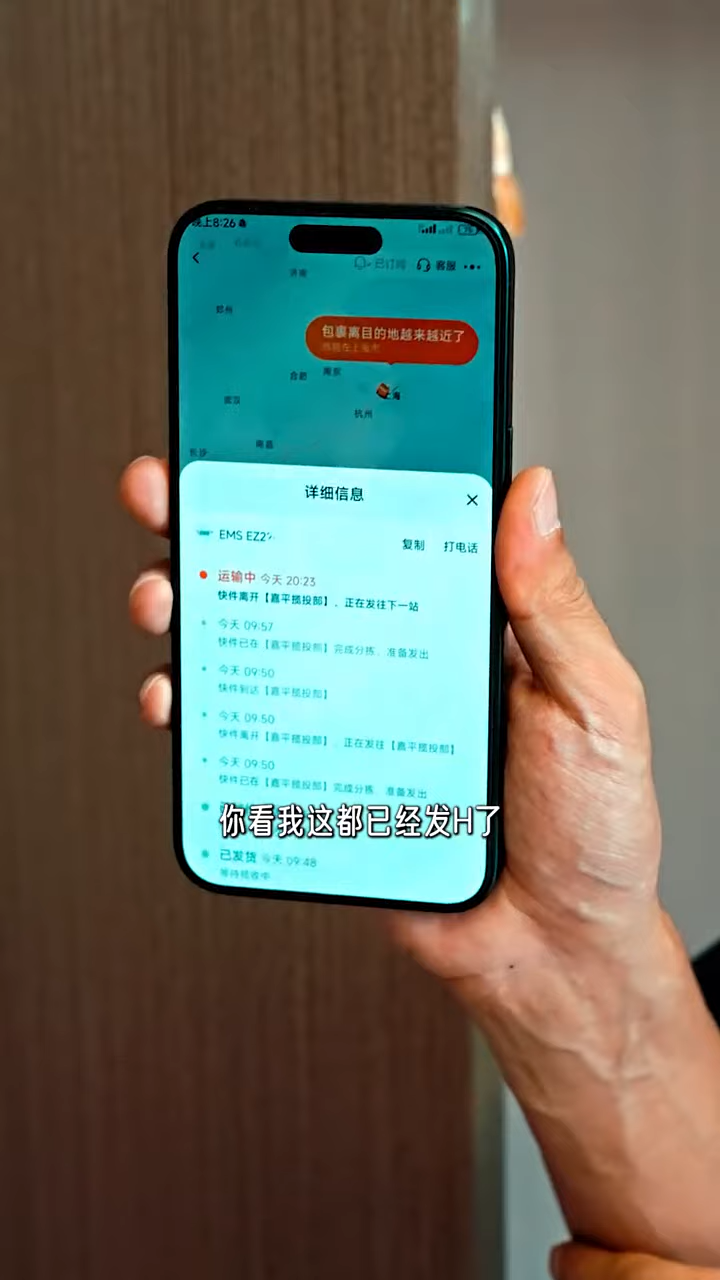 晚上8:26
已订阅 客服
济南
郑州
包裹离目的地越来越近了
合肥 南京
上海
武汉
杭州
南昌
长沙
详细信息
EMS EZ2
复制 打电话
运输中 今天 20:23
快件离开【嘉平揽投部】，正在发往下一站
今天 09:57
快件已在【嘉平揽投部】完成分拣，准备发出
今天 09:50
快件到达【嘉平揽投部】
今天 09:50
快件离开【嘉平揽投部】，正在发往【嘉平揽投部】
今天 09:50
快件已在【嘉平揽投部】完成分拣，准备发出
你看我这都已经发H了
已发货 今天 09:48
等待揽收中